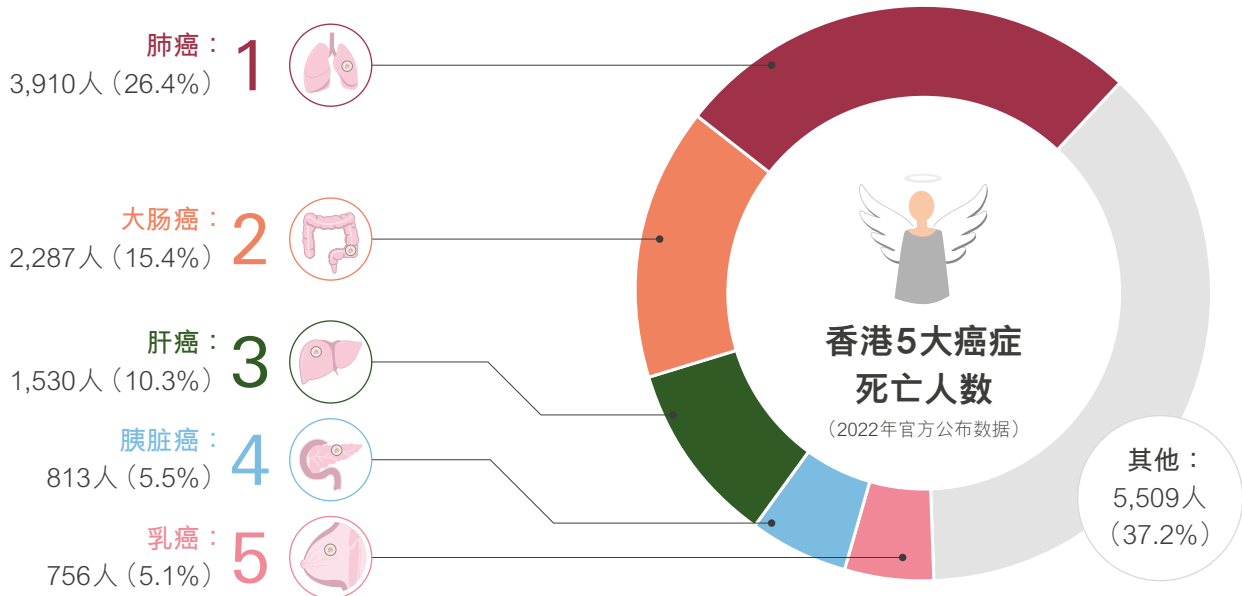 肺癌：
3,910人（26.4%）
1
大肠癌：
2,287人（15.4%）
2
肝癌：
1,530人（10.3%）
3
胰脏癌：
813人（5.5%）
4
乳癌：
756人（5.1%）
5
香港5大癌症
死亡人数
（2022年官方公布数据）
其他：
5,509人
（37.2%）